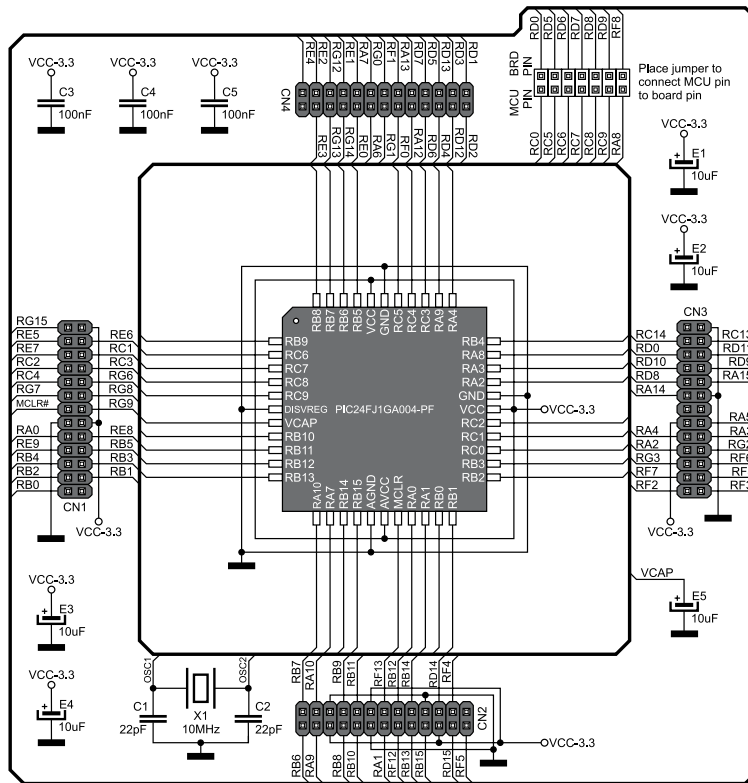 RE4 RE2 RG12 RE1 RA7 RG0 RF1 RA13 RD7 RD5 RD13 RD3 RD1
RD0 RD5 RD6 RD7 RD8 RD9 RF8
VCC-3.3 VCC-3.3 VCC-3.3
C3 C4 C5
100nF 100nF 100nF
CN4
MCU BRD
PIN PIN
Place jumper to
connect MCU pin
to board pin
RE3 RG13 RG14 RE0 RA6 RG1 RF0 RA12 RD6 RD4 RD12 RD2
RC0 RC5 RC6 RC7 RC8 RC9 RA8
VCC-3.3
E1
10uF
VCC-3.3
E2
10uF
RB8 RB7 RB6 RB5 VCC GND RC5 RC4 RC3 RA9 RA4
RG15
RE5
RE7
RC2
RC4
RG7
MCLR#
RA0
RE9
RB4
RB2
RB0
RE6
RC1
RC3
RG6
RG8
RG9
RE8
RB5
RB3
RB1
CN1
VCC-3.3
RB9
RC6
RC7
RC8
RC9
DISVREG
VCAP
RB10
RB11
RB12
RB13
PIC24FJ1GA004-PF
RB4
RA8
RA3
RA2
GND
VCC
RC2
RC1
RC0
RB3
RB2
VCC-3.3
RA10 RA7 RB14 RB15 AGND AVCC MCLR RA0 RA1 RB0 RB1
CN3
RC14
RD0
RD10
RD8
RA14
RA4
RA2
RG3
RF7
RF2
RC13
RD11
RD9
RA15
RA5
VCC-3.3
VCAP
E5
10uF
VCC-3.3
E3
10uF
VCC-3.3
E4
10uF
OSC1 OSC2
C1
22pF
X1
10MHz
C2
22pF
RB7 RA10 RB9 RB11 RF13 RB12 RB14 RD14 RF4
CN2
VCC-3.3
RB6 RA9 RB8 RB10 RA1 RF12 RB13 RB15 RD15 RF5